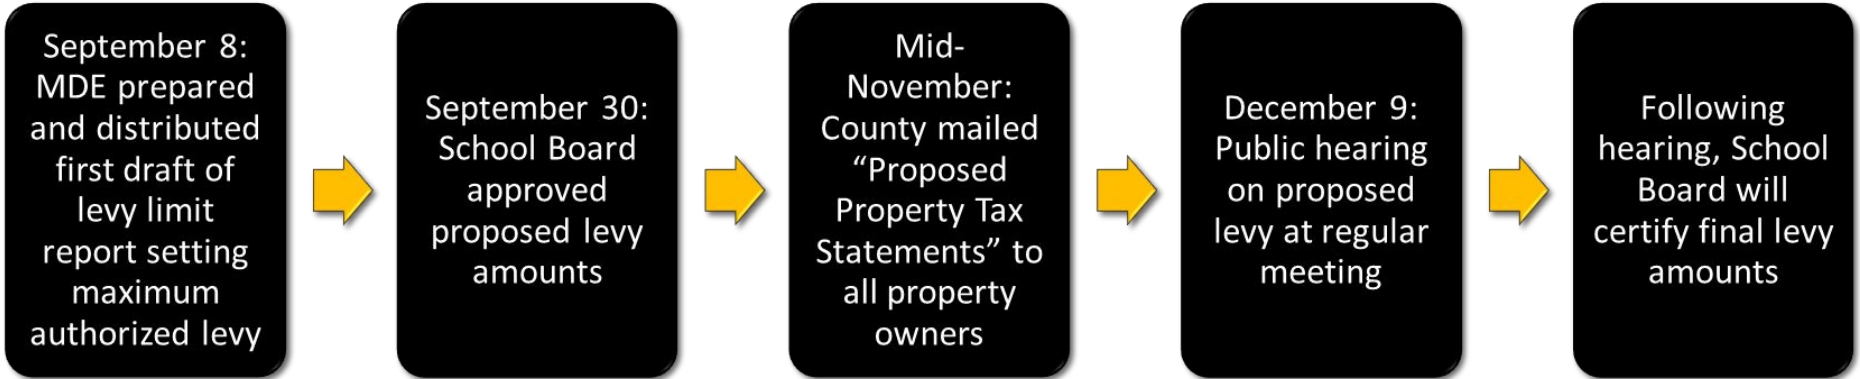 September 8:
MDE prepared
and distributed
first draft of
levy limit
report setting
maximum
authorized levy
September 30:
School Board
approved
proposed levy
amounts
Mid-
November:
County mailed
“Proposed
Property Tax
Statements” to
all property
owners
December 9:
Public hearing
on proposed
levy at regular
meeting
Following
hearing, School
Board will
certify final levy
amounts